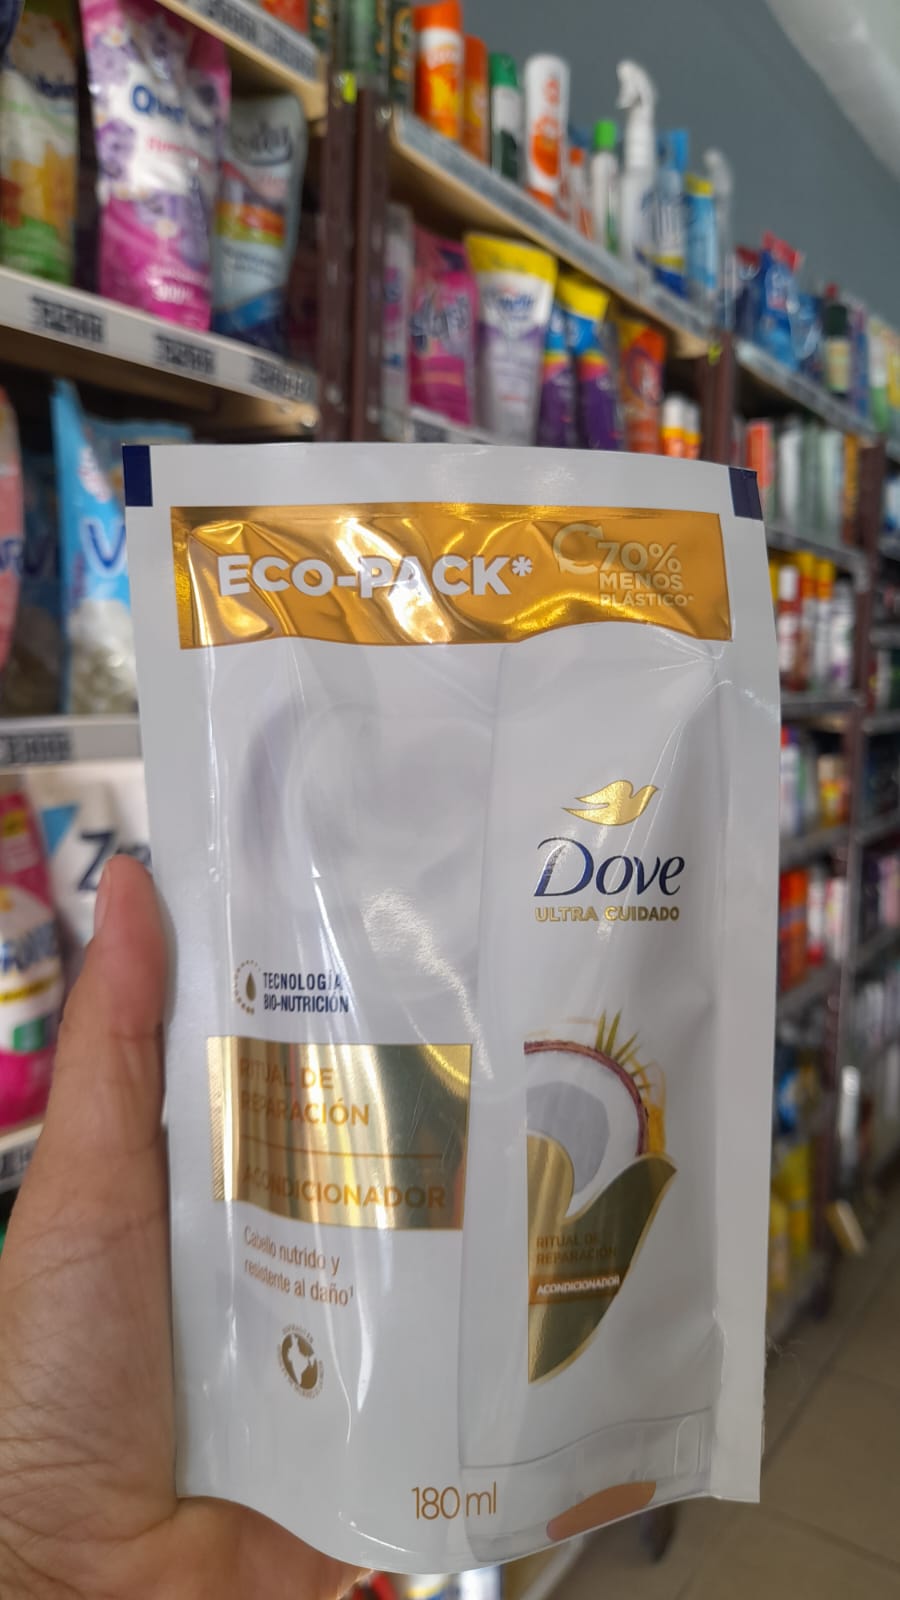 ECO-PACK*
70%
MENOS
PLÁSTICO*
Dove
ULTRA CUIDADO
TECNOLOGÍA
BIO-NUTRICIÓN
RITUAL DE
REPARACIÓN
ACONDICIONADOR
Cabello nutrido y
resistente al daño¹
RITUAL DE
REPARACIÓN
ACONDICIONADOR
180 ml